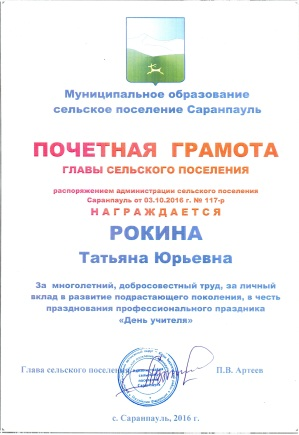 Муниципальное образование
сельское поселение Саранпауль
ПОЧЕТНАЯ ГРАМОТА
ГЛАВЫ СЕЛЬСКОГО ПОСЕЛЕНИЯ
распоряжением администрации сельского поселения
Саранпауль от 03.10.2016 г. № 117-р
НАГРАЖДАЕТСЯ
РОКИНА
Татьяна Юрьевна
За многолетний, добросовестный труд, за личный
вклад в развитие подрастающего поколения, в честь
празднования профессионального праздника
«День учителя»
Глава сельского поселения П.В. Артеев
с. Саранпауль, 2016 г.